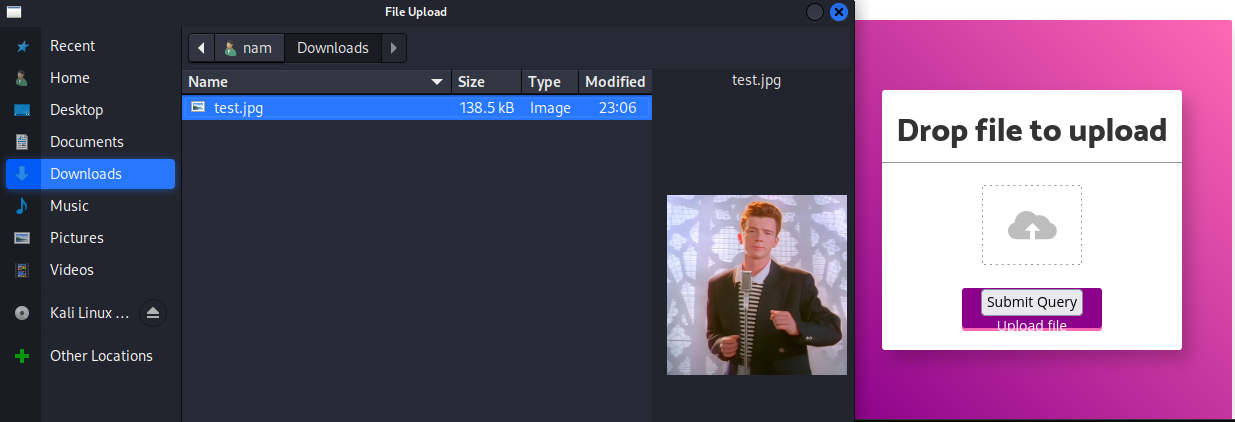 File Upload
Recent
Home
Desktop
Documents
Downloads
Music
Pictures
Videos
Kali Linux ...
Other Locations
nam Downloads
Name Size Type Modified
test.jpg 138.5 kB Image 23:06
test.jpg
Drop file to upload
Submit Query
Upload file